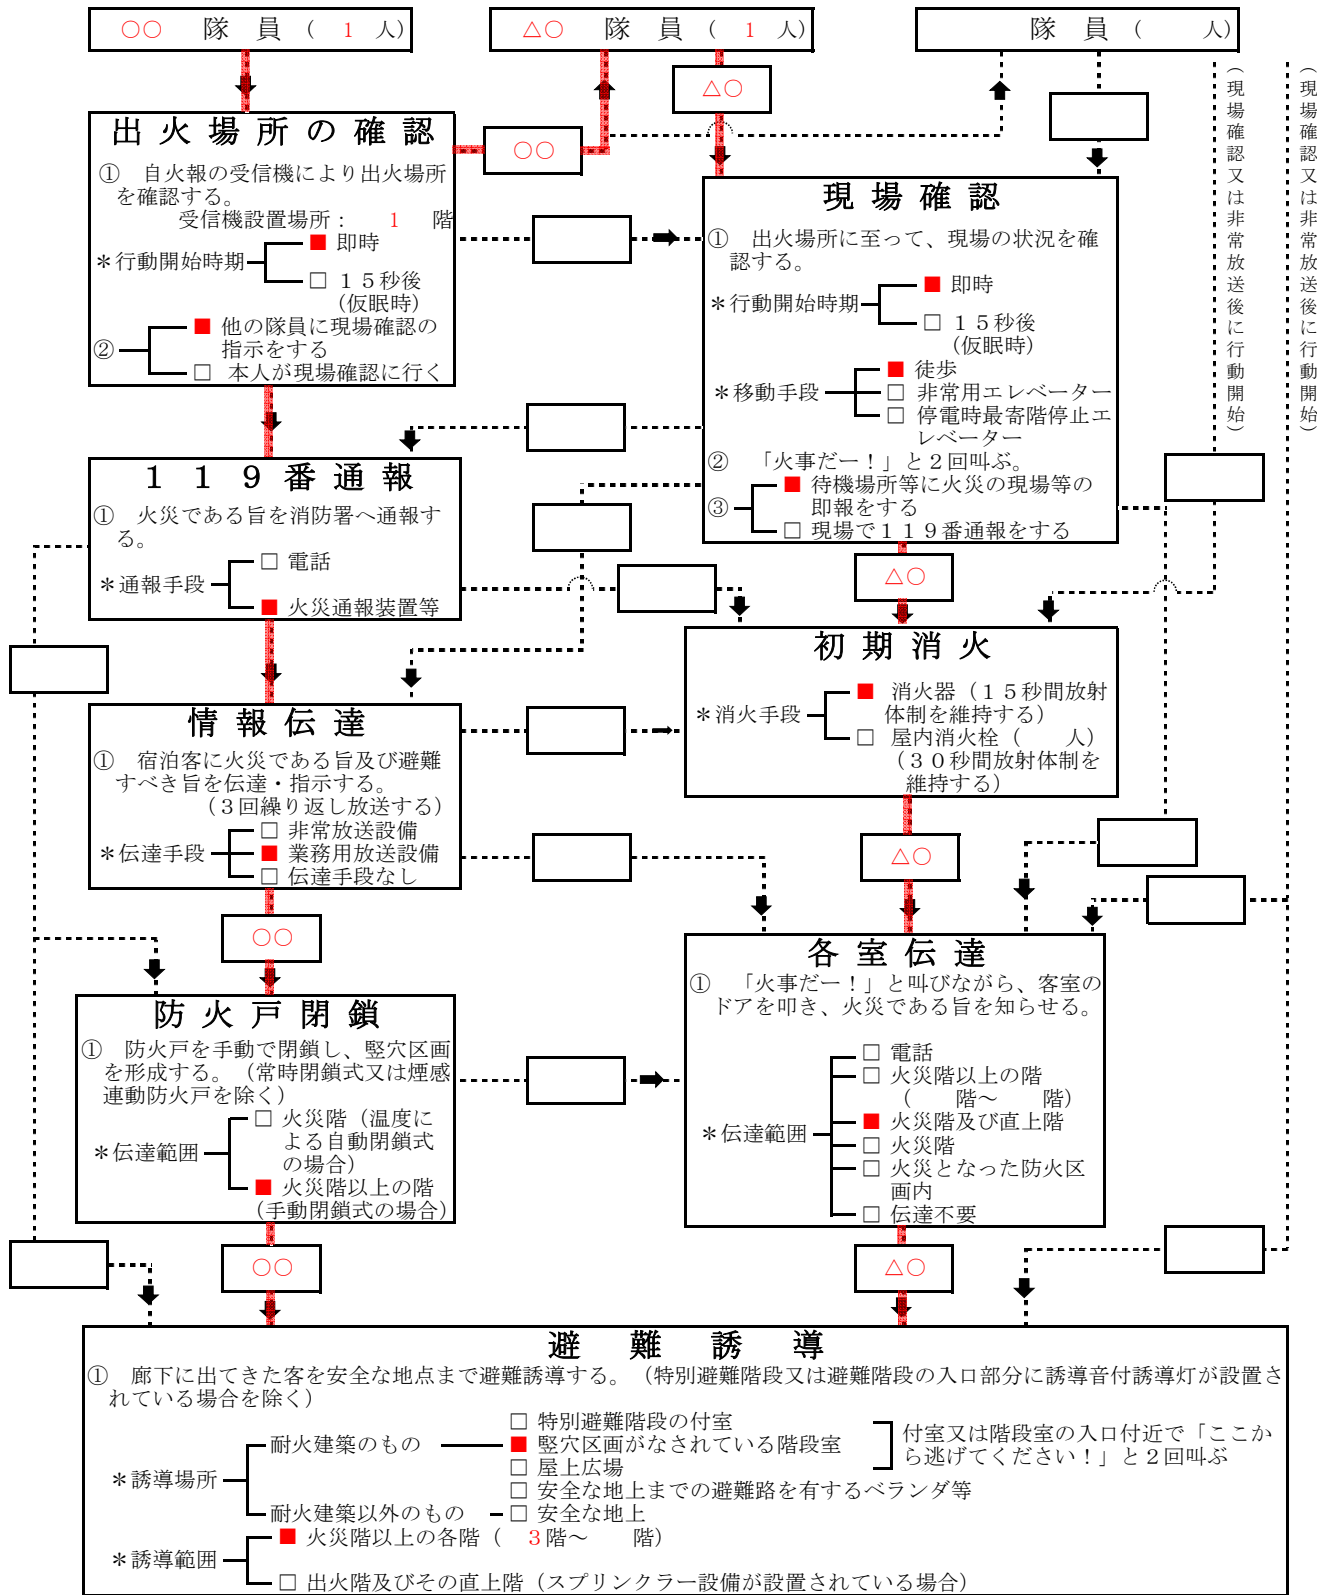 ○○　隊　員（　１　人）
△○　隊　員（　１　人）
隊　員（　　　人）
△○
○○
（現場確認又は非常放送後に行動開始）
（現場確認又は非常放送後に行動開始）
出火場所の確認
①　自火報の受信機により出火場所
を確認する。
受信機設置場所：　１　階
＊行動開始時期
■ 即時
□ １５秒後
（仮眠時）
②
■ 他の隊員に現場確認の
指示をする
□ 本人が現場確認に行く
現場確認
①　出火場所に至って、現場の状況を確
認する。
＊行動開始時期
■ 即時
□ １５秒後
（仮眠時）
＊移動手段
■ 徒歩
□ 非常用エレベーター
□ 停電時最寄階停止エ
レベーター
②　「火事だー！」と２回叫ぶ。
③
■ 待機場所等に火災の現場等の
即報をする
□ 現場で１１９番通報をする
△○
１１９番通報
①　火災である旨を消防署へ通報す
る。
＊通報手段
□ 電話
■ 火災通報装置等
初期消火
＊消火手段
■ 消火器（１５秒間放射
体制を維持する）
□ 屋内消火栓（　　人）
（３０秒間放射体制を
維持する）
△○
情報伝達
①　宿泊客に火災である旨及び避難
すべき旨を伝達・指示する。
（３回繰り返し放送する）
＊伝達手段
□ 非常放送設備
■ 業務用放送設備
□ 伝達手段なし
○○
各室伝達
①　「火事だー！」と叫びながら、客室の
ドアを叩き、火災である旨を知らせる。
＊伝達範囲
□ 電話
□ 火災階以上の階
（　　階～　　階）
■ 火災階及び直上階
□ 火災階
□ 火災となった防火区
画内
□ 伝達不要
△○
防火戸閉鎖
①　防火戸を手動で閉鎖し、竪穴区画
を形成する。（常時閉鎖式又は煙感
連動防火戸を除く）
＊伝達範囲
□ 火災階（温度に
よる自動閉鎖式
の場合）
■ 火災階以上の階
（手動閉鎖式の場合）
○○
避難誘導
①　廊下に出てきた客を安全な地点まで避難誘導する。（特別避難階段又は避難階段の入口部分に誘導音付誘導灯が設置さ
れている場合を除く）
＊誘導場所
耐火建築のもの
□ 特別避難階段の付室
■ 竪穴区画がなされている階段室
□ 屋上広場
□ 安全な地上までの避難路を有するベランダ等
付室又は階段室の入口付近で「ここか
ら逃げてください！」と２回叫ぶ
耐火建築以外のもの
□ 安全な地上
＊誘導範囲
■ 火災階以上の各階（　３階～　　階）
□ 出火階及びその直上階（スプリンクラー設備が設置されている場合）